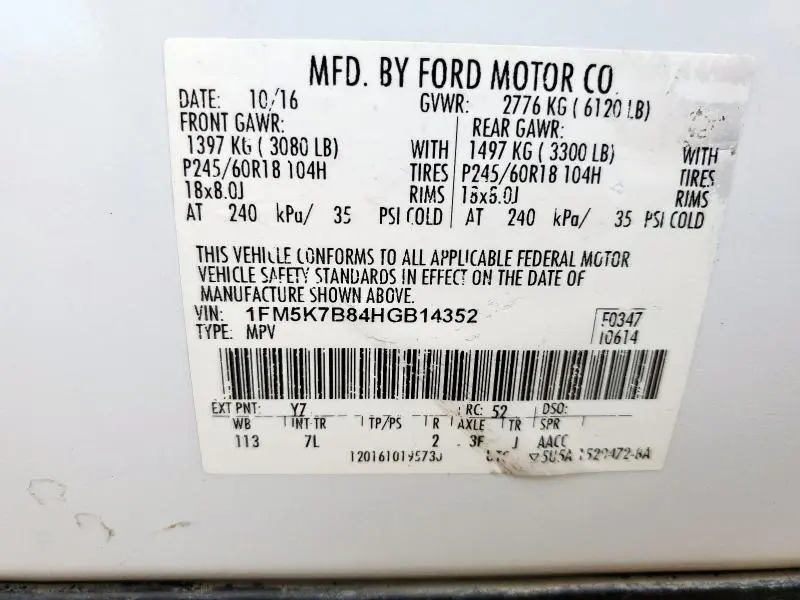 MFD. BY FORD MOTOR CO.
DATE: 10/16 GVWR: 2776 KG ( 6120 LB)
FRONT GAWR: REAR GAWR:
1397 KG ( 3080 LB) WITH 1497 KG ( 3300 LB) WITH
P245/60R18 104H TIRES P245/60R18 104H TIRES
18x8.0J RIMS 18x8.0J RIMS
AT 240 kPa/ 35 PSI COLD AT 240 kPa/ 35 PSI COLD
THIS VEHICLE CONFORMS TO ALL APPLICABLE FEDERAL MOTOR
VEHICLE SAFETY STANDARDS IN EFFECT ON THE DATE OF
MANUFACTURE SHOWN ABOVE.
VIN: 1FM5K7B84HGB14352 F0347
TYPE: MPV 10614
EXT PNT: YZ RC: 52 DSO:
WB INT TR TP/PS R AXLE TR SPR
113 7L 2 3F J AACC